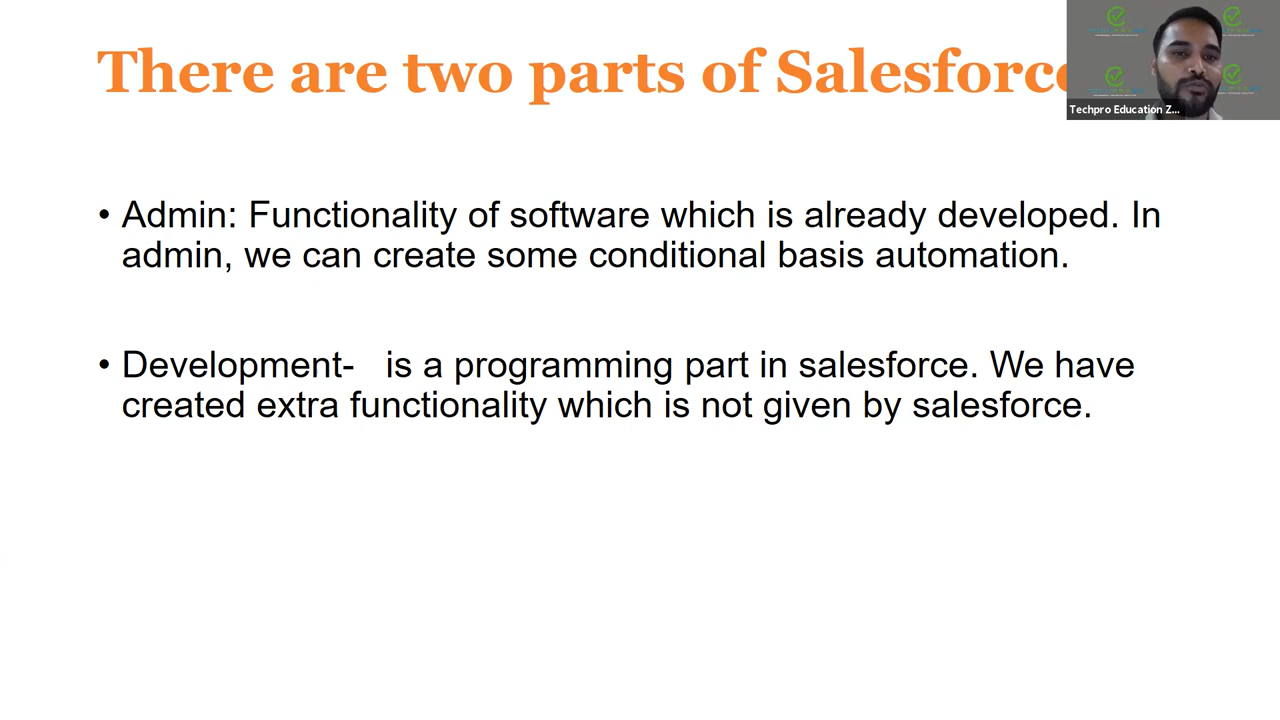 There are two parts of Salesforce
Techpro Education Z...
• Admin: Functionality of software which is already developed. In
admin, we can create some conditional basis automation.
• Development- is a programming part in salesforce. We have
created extra functionality which is not given by salesforce.